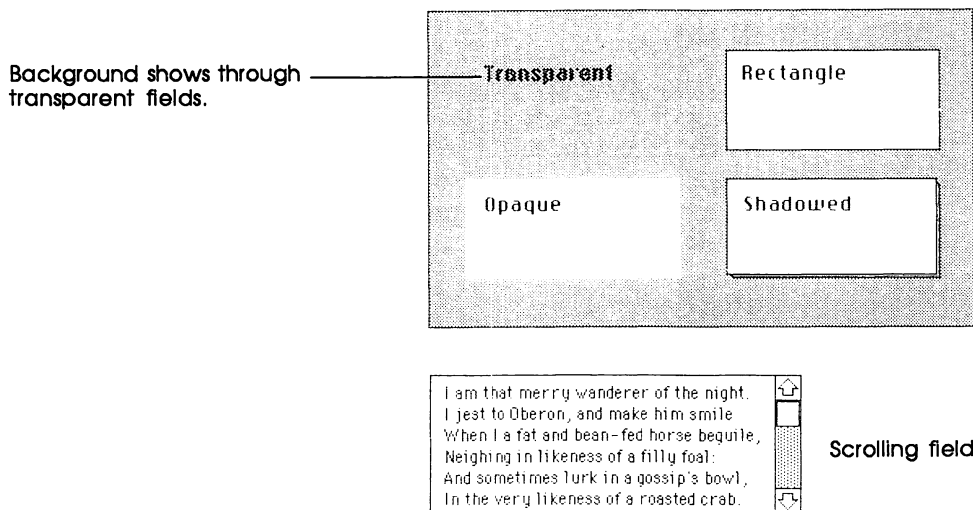 Background shows through
transparent fields.
Transparent
Rectangle
Opaque
Shadowed
I am that merry wanderer of the night.
I jest to Oberon, and make him smile
When I a fat and bean-fed horse beguile,
Neighing in likeness of a filly foal:
And sometimes lurk in a gossip's bowl,
In the very likeness of a roasted crab.
Scrolling field